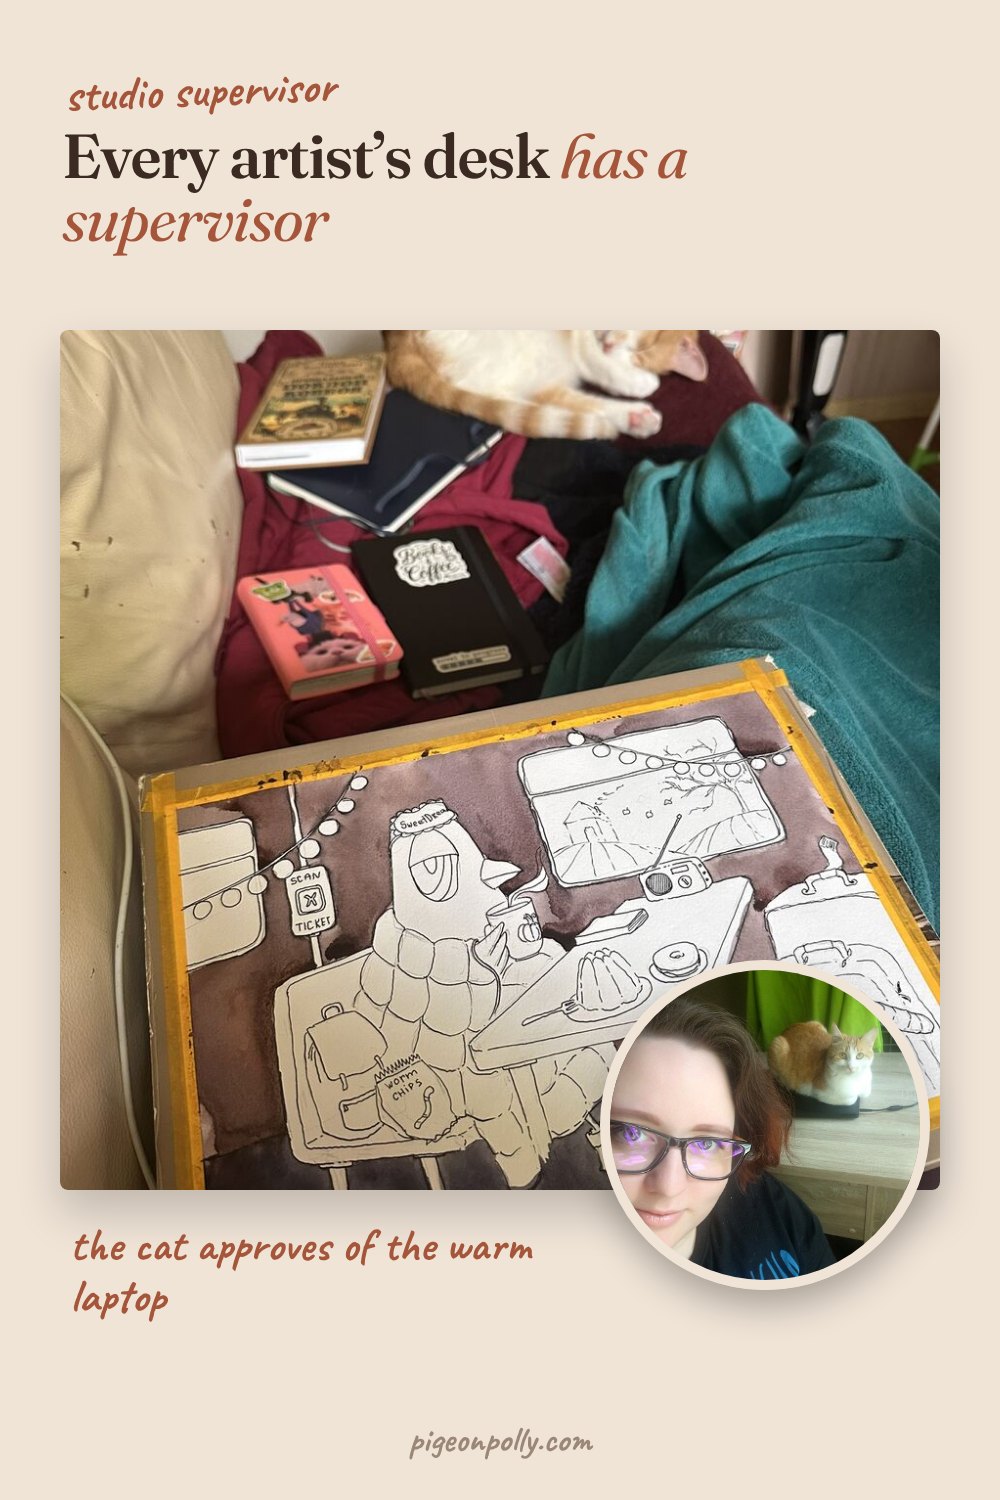 studio supervisor
Every artist’s desk has a
supervisor
Books
Coffee
SweetDream
SCAN
TICKET
WORM
CHIPS
the cat approves of the warm
laptop
pigeonpolly.com